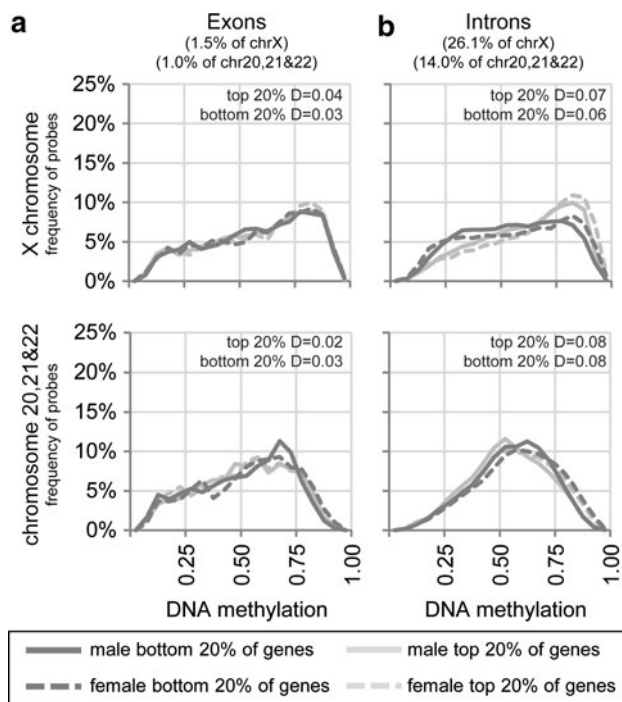 a
Exons
(1.5% of chrX)
(1.0% of chr20,21&22)
b
Introns
(26.1% of chrX)
(14.0% of chr20,21&22)
X chromosome
frequency of probes
25%
20%
15%
10%
5%
0%
top 20% D=0.04
bottom 20% D=0.03
top 20% D=0.07
bottom 20% D=0.06
chromosome 20,21&22
frequency of probes
25%
20%
15%
10%
5%
0%
top 20% D=0.02
bottom 20% D=0.03
top 20% D=0.08
bottom 20% D=0.08
0.25
0.50
0.75
1.00
0.25
0.50
0.75
1.00
DNA methylation
DNA methylation
male bottom 20% of genes
male top 20% of genes
female bottom 20% of genes
female top 20% of genes